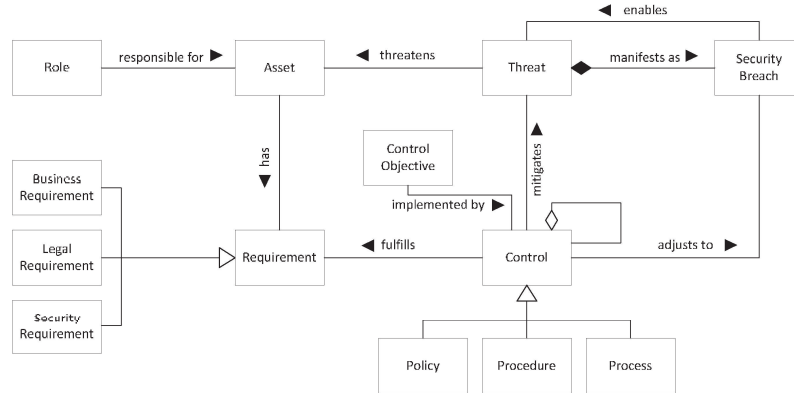 enables
Role
responsible for
Asset
threatens
Threat
manifests as
Security
Breach
has
Control
Objective
mitigates
implemented by
Business
Requirement
Legal
Requirement
Security
Requirement
Requirement
fulfills
Control
adjusts to
Policy
Procedure
Process